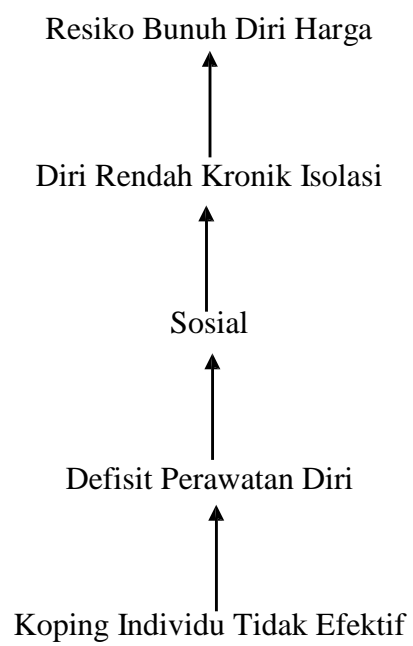 Resiko Bunuh Diri Harga
Diri Rendah Kronik Isolasi
Sosial
Defisit Perawatan Diri
Koping Individu Tidak Efektif